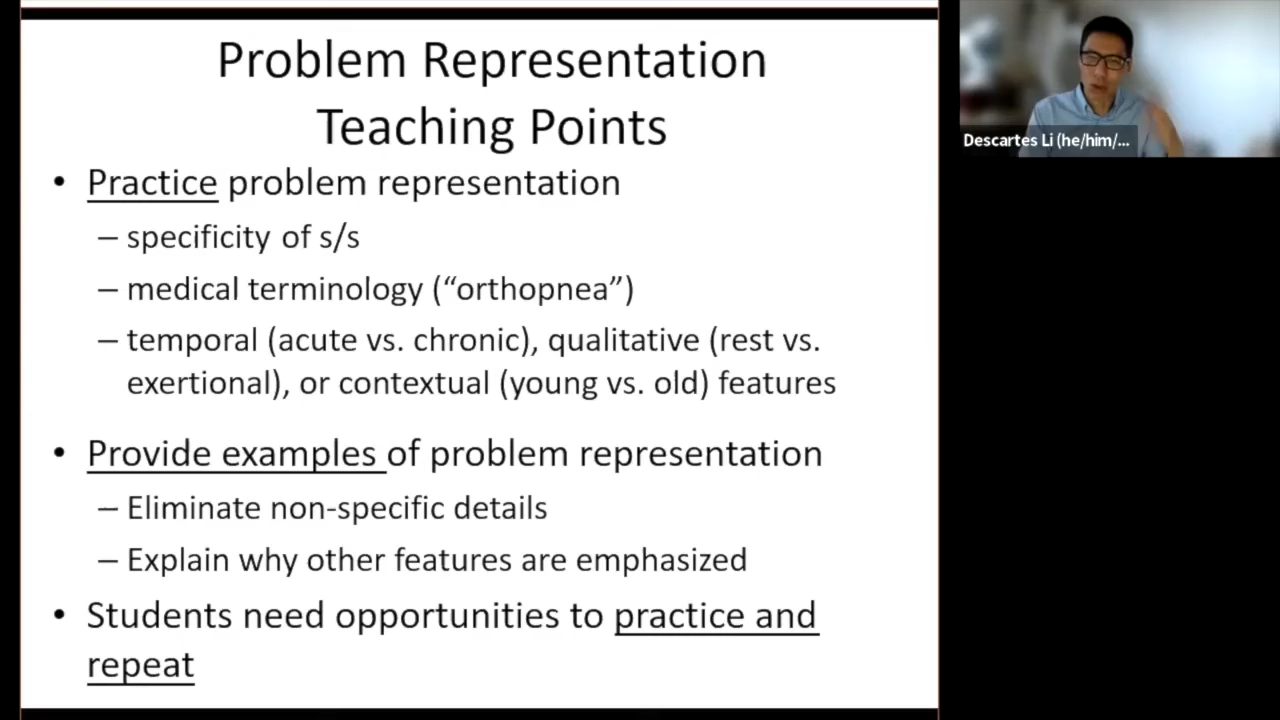 Problem Representation
Teaching Points
• Practice problem representation
– specificity of s/s
– medical terminology (“orthopnea”)
– temporal (acute vs. chronic), qualitative (rest vs.
exertional), or contextual (young vs. old) features
• Provide examples of problem representation
– Eliminate non-specific details
– Explain why other features are emphasized
• Students need opportunities to practice and
repeat
Descartes Li (he/him/...